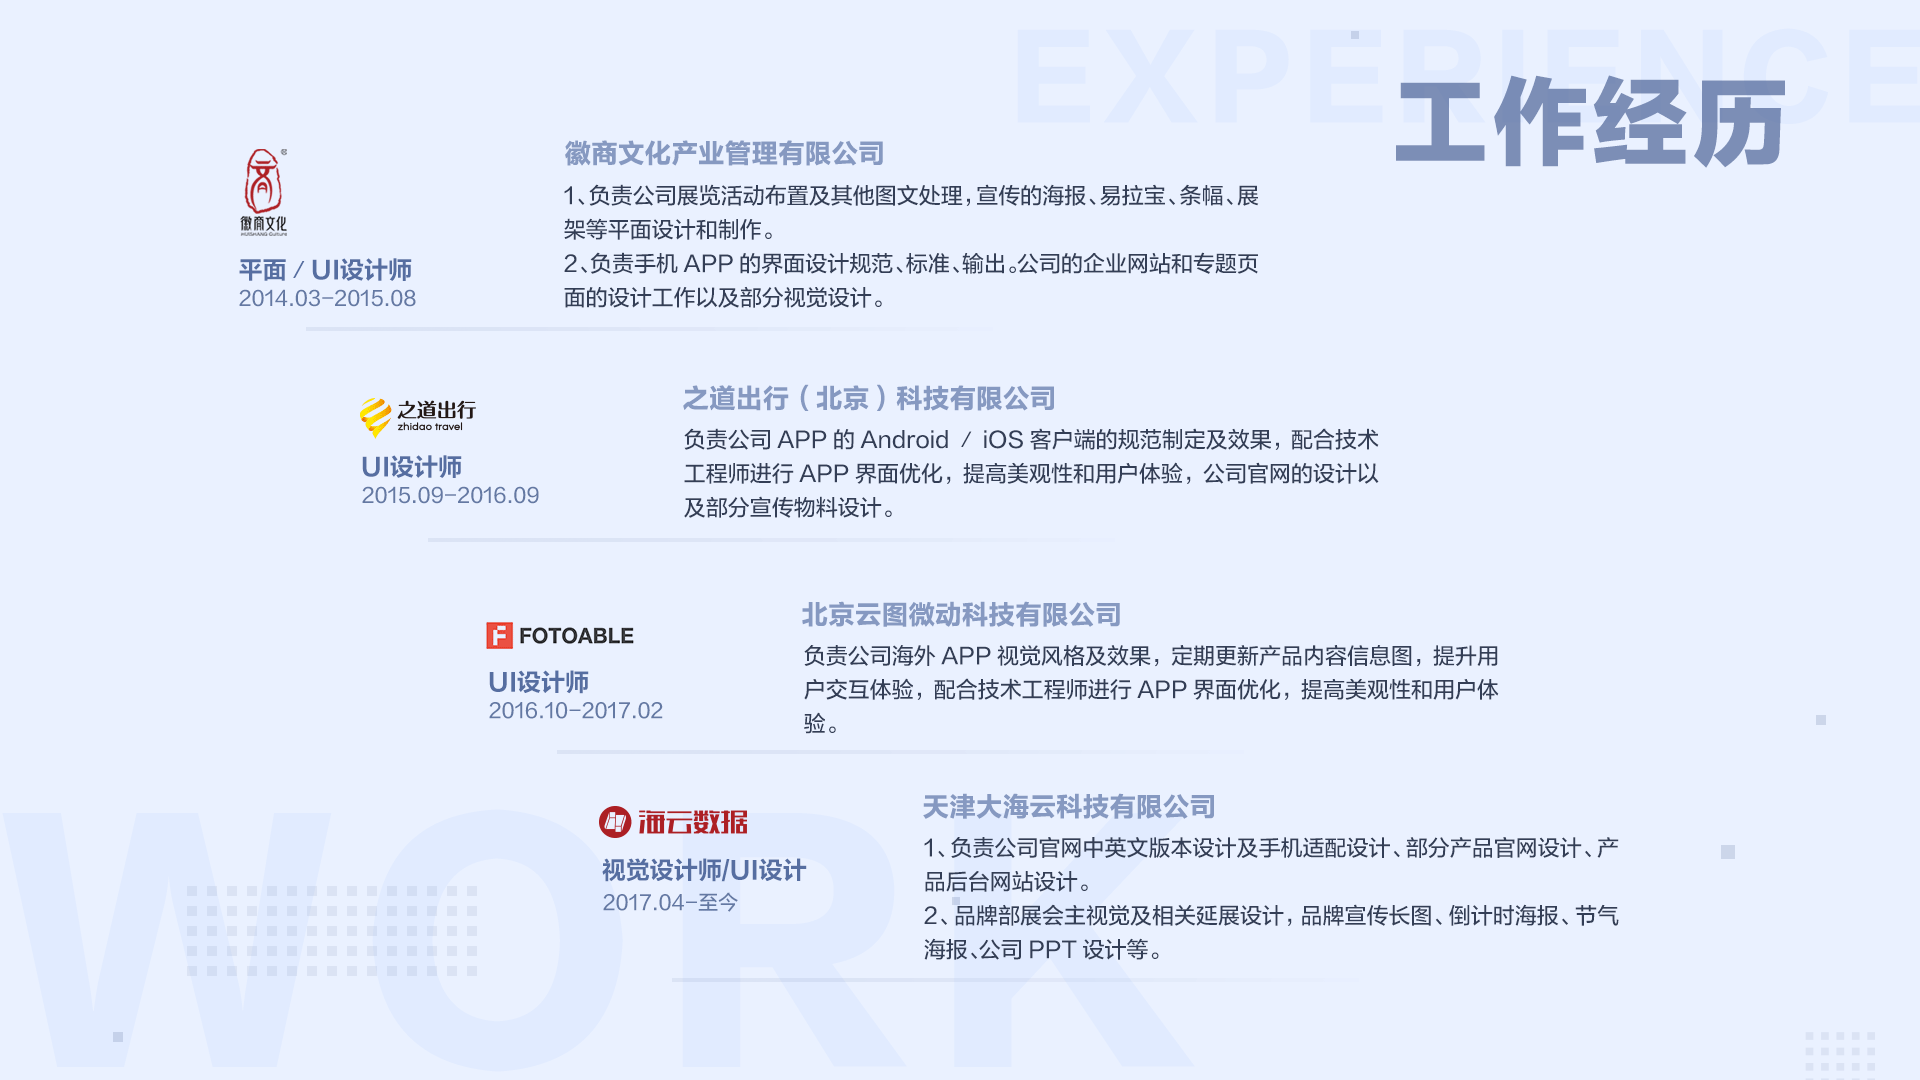 EXPERIENCE
工作经历
徽商文化
HUISHANG Culture
平面 / UI设计师
2014.03-2015.08
徽商文化产业管理有限公司
1、负责公司展览活动布置及其他图文处理，宣传的海报、易拉宝、条幅、展
架等平面设计和制作。
2、负责手机 APP 的界面设计规范、标准、输出。公司的企业网站和专题页
面的设计工作以及部分视觉设计。
之道出行
zhidao travel
UI设计师
2015.09-2016.09
之道出行（北京）科技有限公司
负责公司 APP 的 Android / iOS 客户端的规范制定及效果，配合技术
工程师进行 APP 界面优化，提高美观性和用户体验，公司官网的设计以
及部分宣传物料设计。
FOTOABLE
UI设计师
2016.10-2017.02
北京云图微动科技有限公司
负责公司海外 APP 视觉风格及效果，定期更新产品内容信息图，提升用
户交互体验，配合技术工程师进行 APP 界面优化，提高美观性和用户体
验。
海云数据
视觉设计师/UI设计
2017.04-至今
天津大海云科技有限公司
1、负责公司官网中英文版本设计及手机适配设计、部分产品官网设计、产
品后台网站设计。
2、品牌部展会主视觉及相关延展设计，品牌宣传长图、倒计时海报、节气
海报、公司 PPT 设计等。
WORK